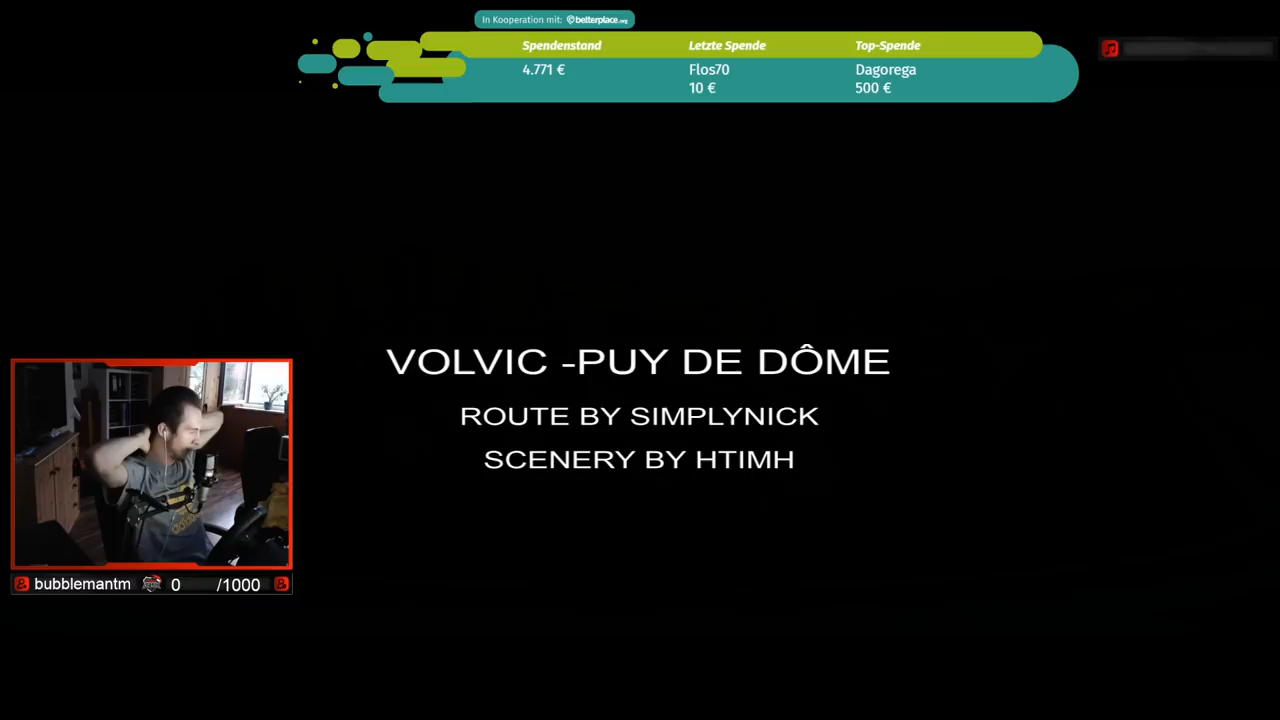 In Kooperation mit: betterplace.org
Spendenstand
Letzte Spende
Top-Spende
4.771 €
Flos70
10 €
Dagorega
500 €
VOLVIC -PUY DE DÔME
ROUTE BY SIMPLYNICK
SCENERY BY HTIMH
bubblemantm
0 /1000